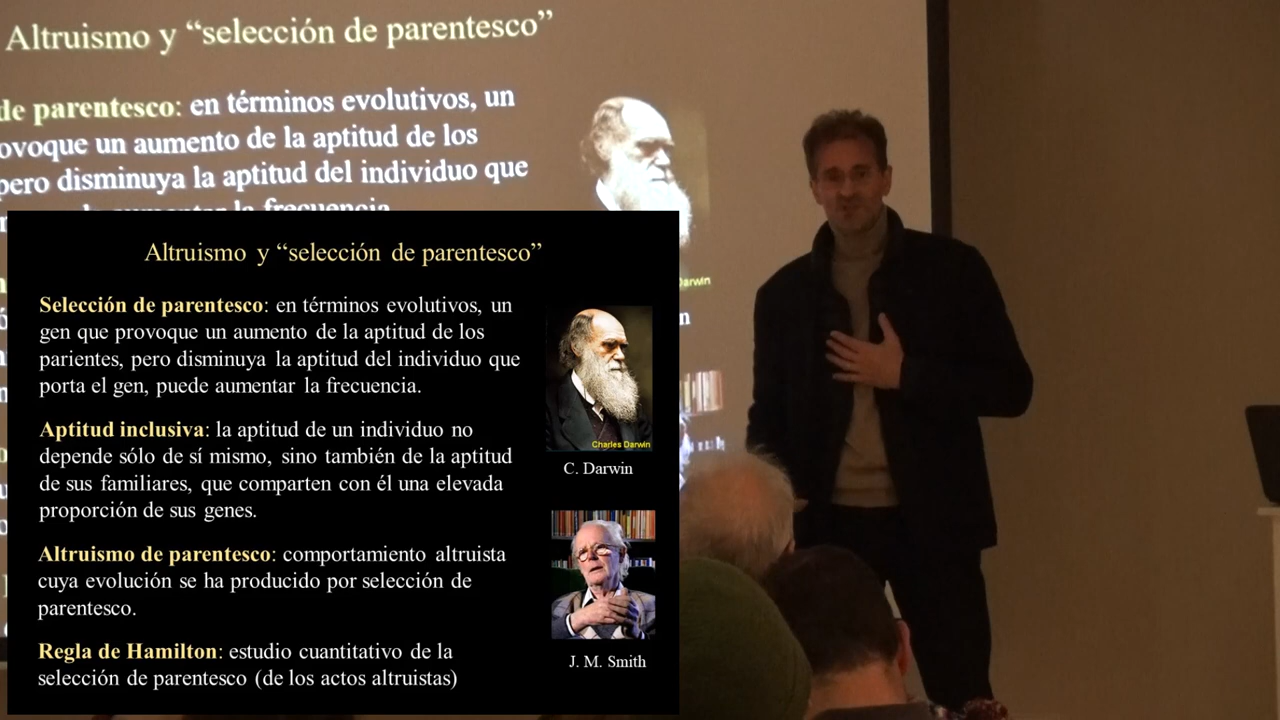 Altruismo y “selección de parentesco”
de parentesco: en términos evolutivos, un
ovoque un aumento de la aptitud de los
pero disminuya la aptitud del individuo que
la frecuencia
Altruismo y “selección de parentesco”
Selección de parentesco: en términos evolutivos, un
gen que provoque un aumento de la aptitud de los
parientes, pero disminuya la aptitud del individuo que
porta el gen, puede aumentar la frecuencia.
Aptitud inclusiva: la aptitud de un individuo no
depende sólo de sí mismo, sino también de la aptitud
de sus familiares, que comparten con él una elevada
proporción de sus genes.
Altruismo de parentesco: comportamiento altruista
cuya evolución se ha producido por selección de
parentesco.
Regla de Hamilton: estudio cuantitativo de la
selección de parentesco (de los actos altruistas)
Charles Darwin
C. Darwin
J. M. Smith
arwin
n